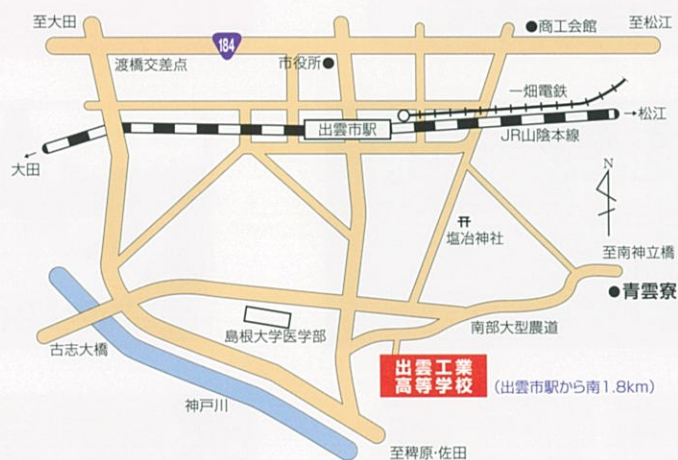 至大田
184
商工会館
至松江
渡橋交差点
市役所
一畑電鉄
出雲市駅
→松江
JR山陰本線
←大田
N
塩冶神社
至南神立橋
青雲寮
南部大型農道
島根大学医学部
古志大橋
出雲工業
高等学校
(出雲市駅から南1.8km)
神戸川
至稗原・佐田